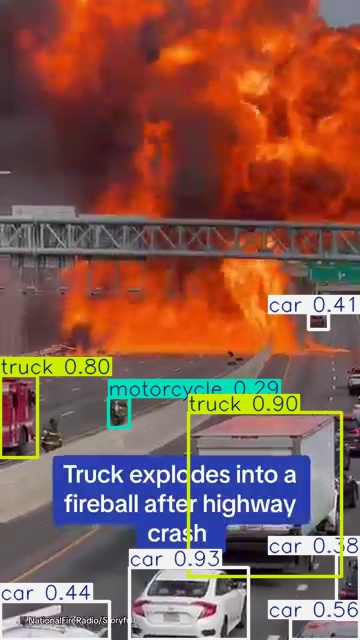 car 0.41
truck 0.80
motorcycle 0.29
truck 0.90
Truck explodes into a
fireball after highway
crash
car 0.38
car 0.93
car 0.44
car 0.56
NationalFireRadio/Storyful